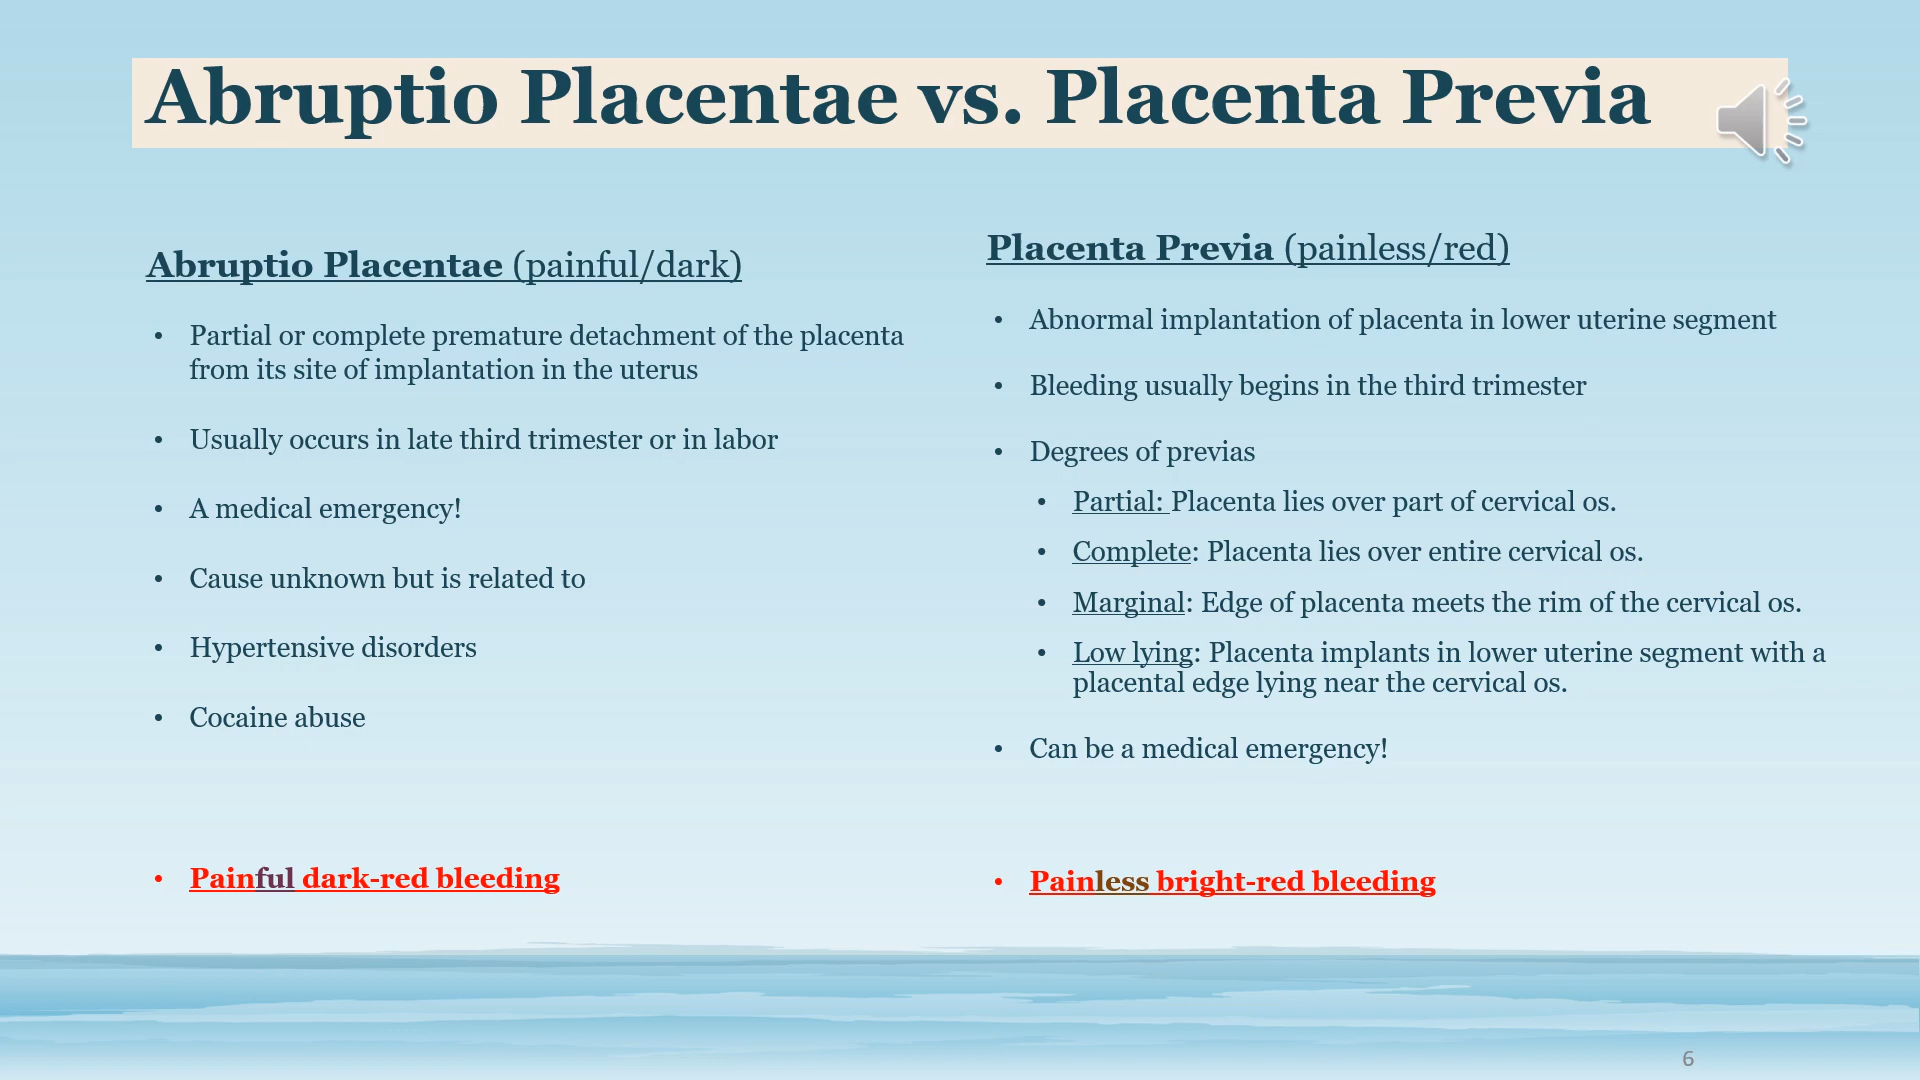 Abruptio Placentae vs. Placenta Previa
Abruptio Placentae (painful/dark)
• Partial or complete premature detachment of the placenta
from its site of implantation in the uterus
• Usually occurs in late third trimester or in labor
• A medical emergency!
• Cause unknown but is related to
• Hypertensive disorders
• Cocaine abuse
• Painful dark-red bleeding
Placenta Previa (painless/red)
• Abnormal implantation of placenta in lower uterine segment
• Bleeding usually begins in the third trimester
• Degrees of previas
• Partial: Placenta lies over part of cervical os.
• Complete: Placenta lies over entire cervical os.
• Marginal: Edge of placenta meets the rim of the cervical os.
• Low lying: Placenta implants in lower uterine segment with a
placental edge lying near the cervical os.
• Can be a medical emergency!
• Painless bright-red bleeding
6